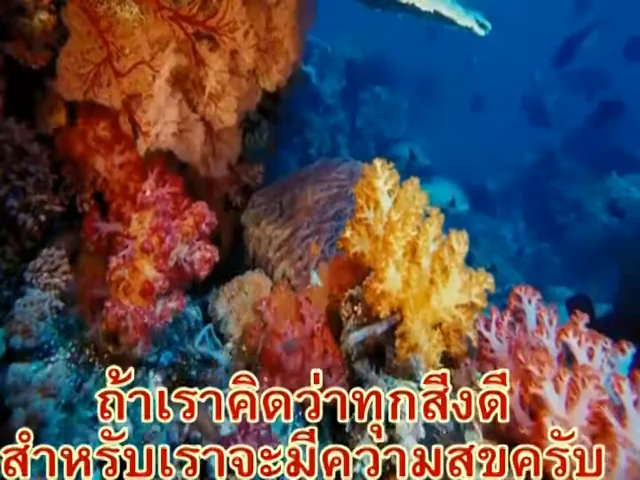 ถ้าเราคิดว่าทุกสีงดี
สำหรับเราจะมีความสุขครับ